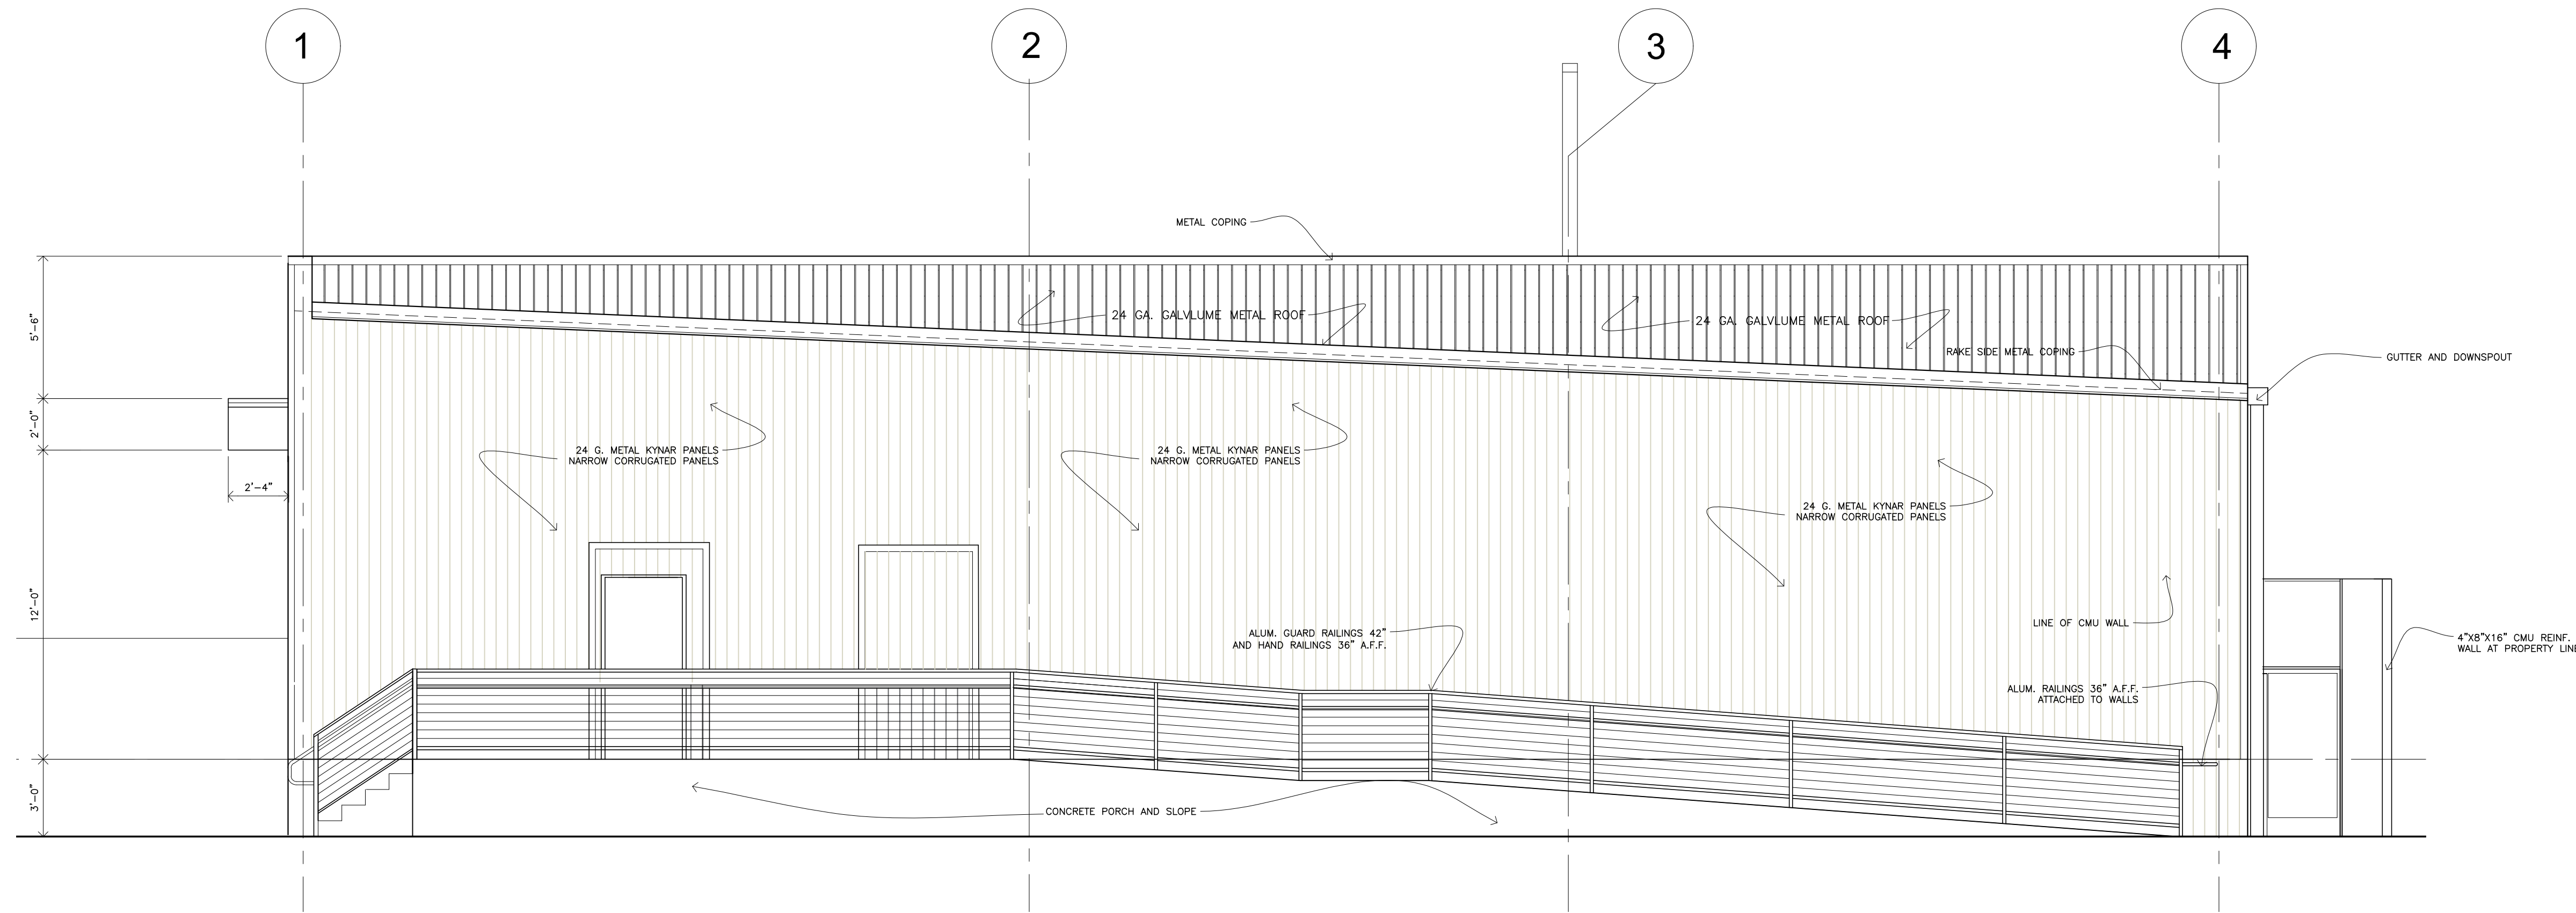 1
2
3
4
METAL COPING
5'-6"
24 GA. GALVLUME METAL ROOF
24 GA. GALVLUME METAL ROOF
RAKE SIDE METAL COPING
GUTTER AND DOWNSPOUT
2'-0"
24 G. METAL KYNAR PANELS
NARROW CORRUGATED PANELS
24 G. METAL KYNAR PANELS
NARROW CORRUGATED PANELS
2'-4"
24 G. METAL KYNAR PANELS
NARROW CORRUGATED PANELS
12'-0"
LINE OF CMU WALL
ALUM. GUARD RAILINGS 42"
AND HAND RAILINGS 36" A.F.F.
4"X8"X16" CMU REINF.
WALL AT PROPERTY LINE
ALUM. RAILINGS 36" A.F.F.
ATTACHED TO WALLS
3'-0"
CONCRETE PORCH AND SLOPE